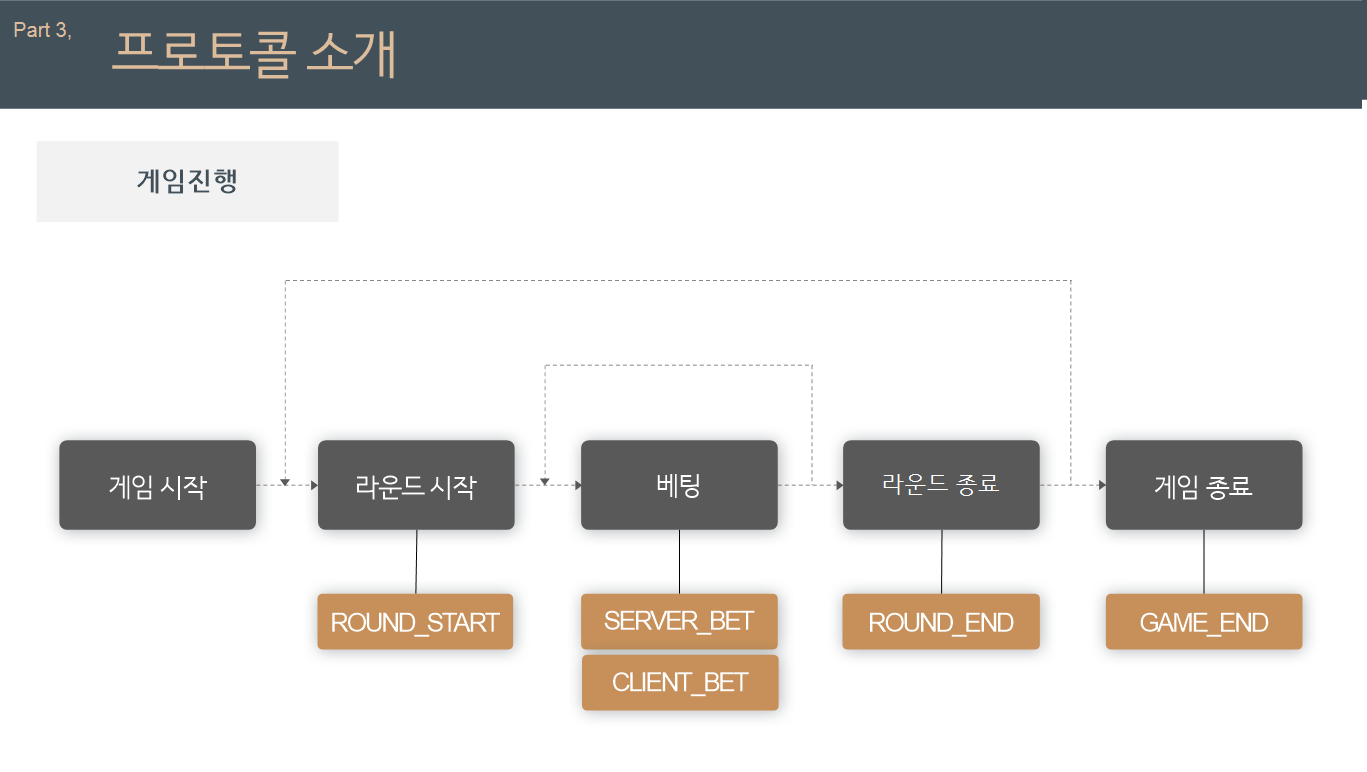 Part 3,
프로토콜 소개
게임진행
게임 시작
라운드 시작
베팅
라운드 종료
게임 종료
ROUND_START
SERVER_BET
ROUND_END
GAME_END
CLIENT_BET